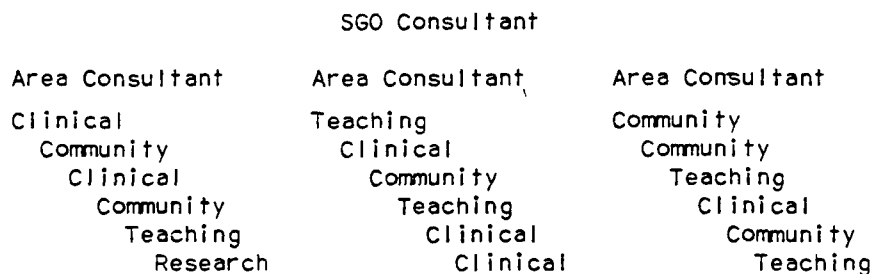 SGO Consultant
Area Consultant Area Consultant Area Consultant
Clinical Teaching Community
Community Clinical Community
Clinical Community Teaching
Community Teaching Clinical
Teaching Clinical Community
Research Clinical Teaching